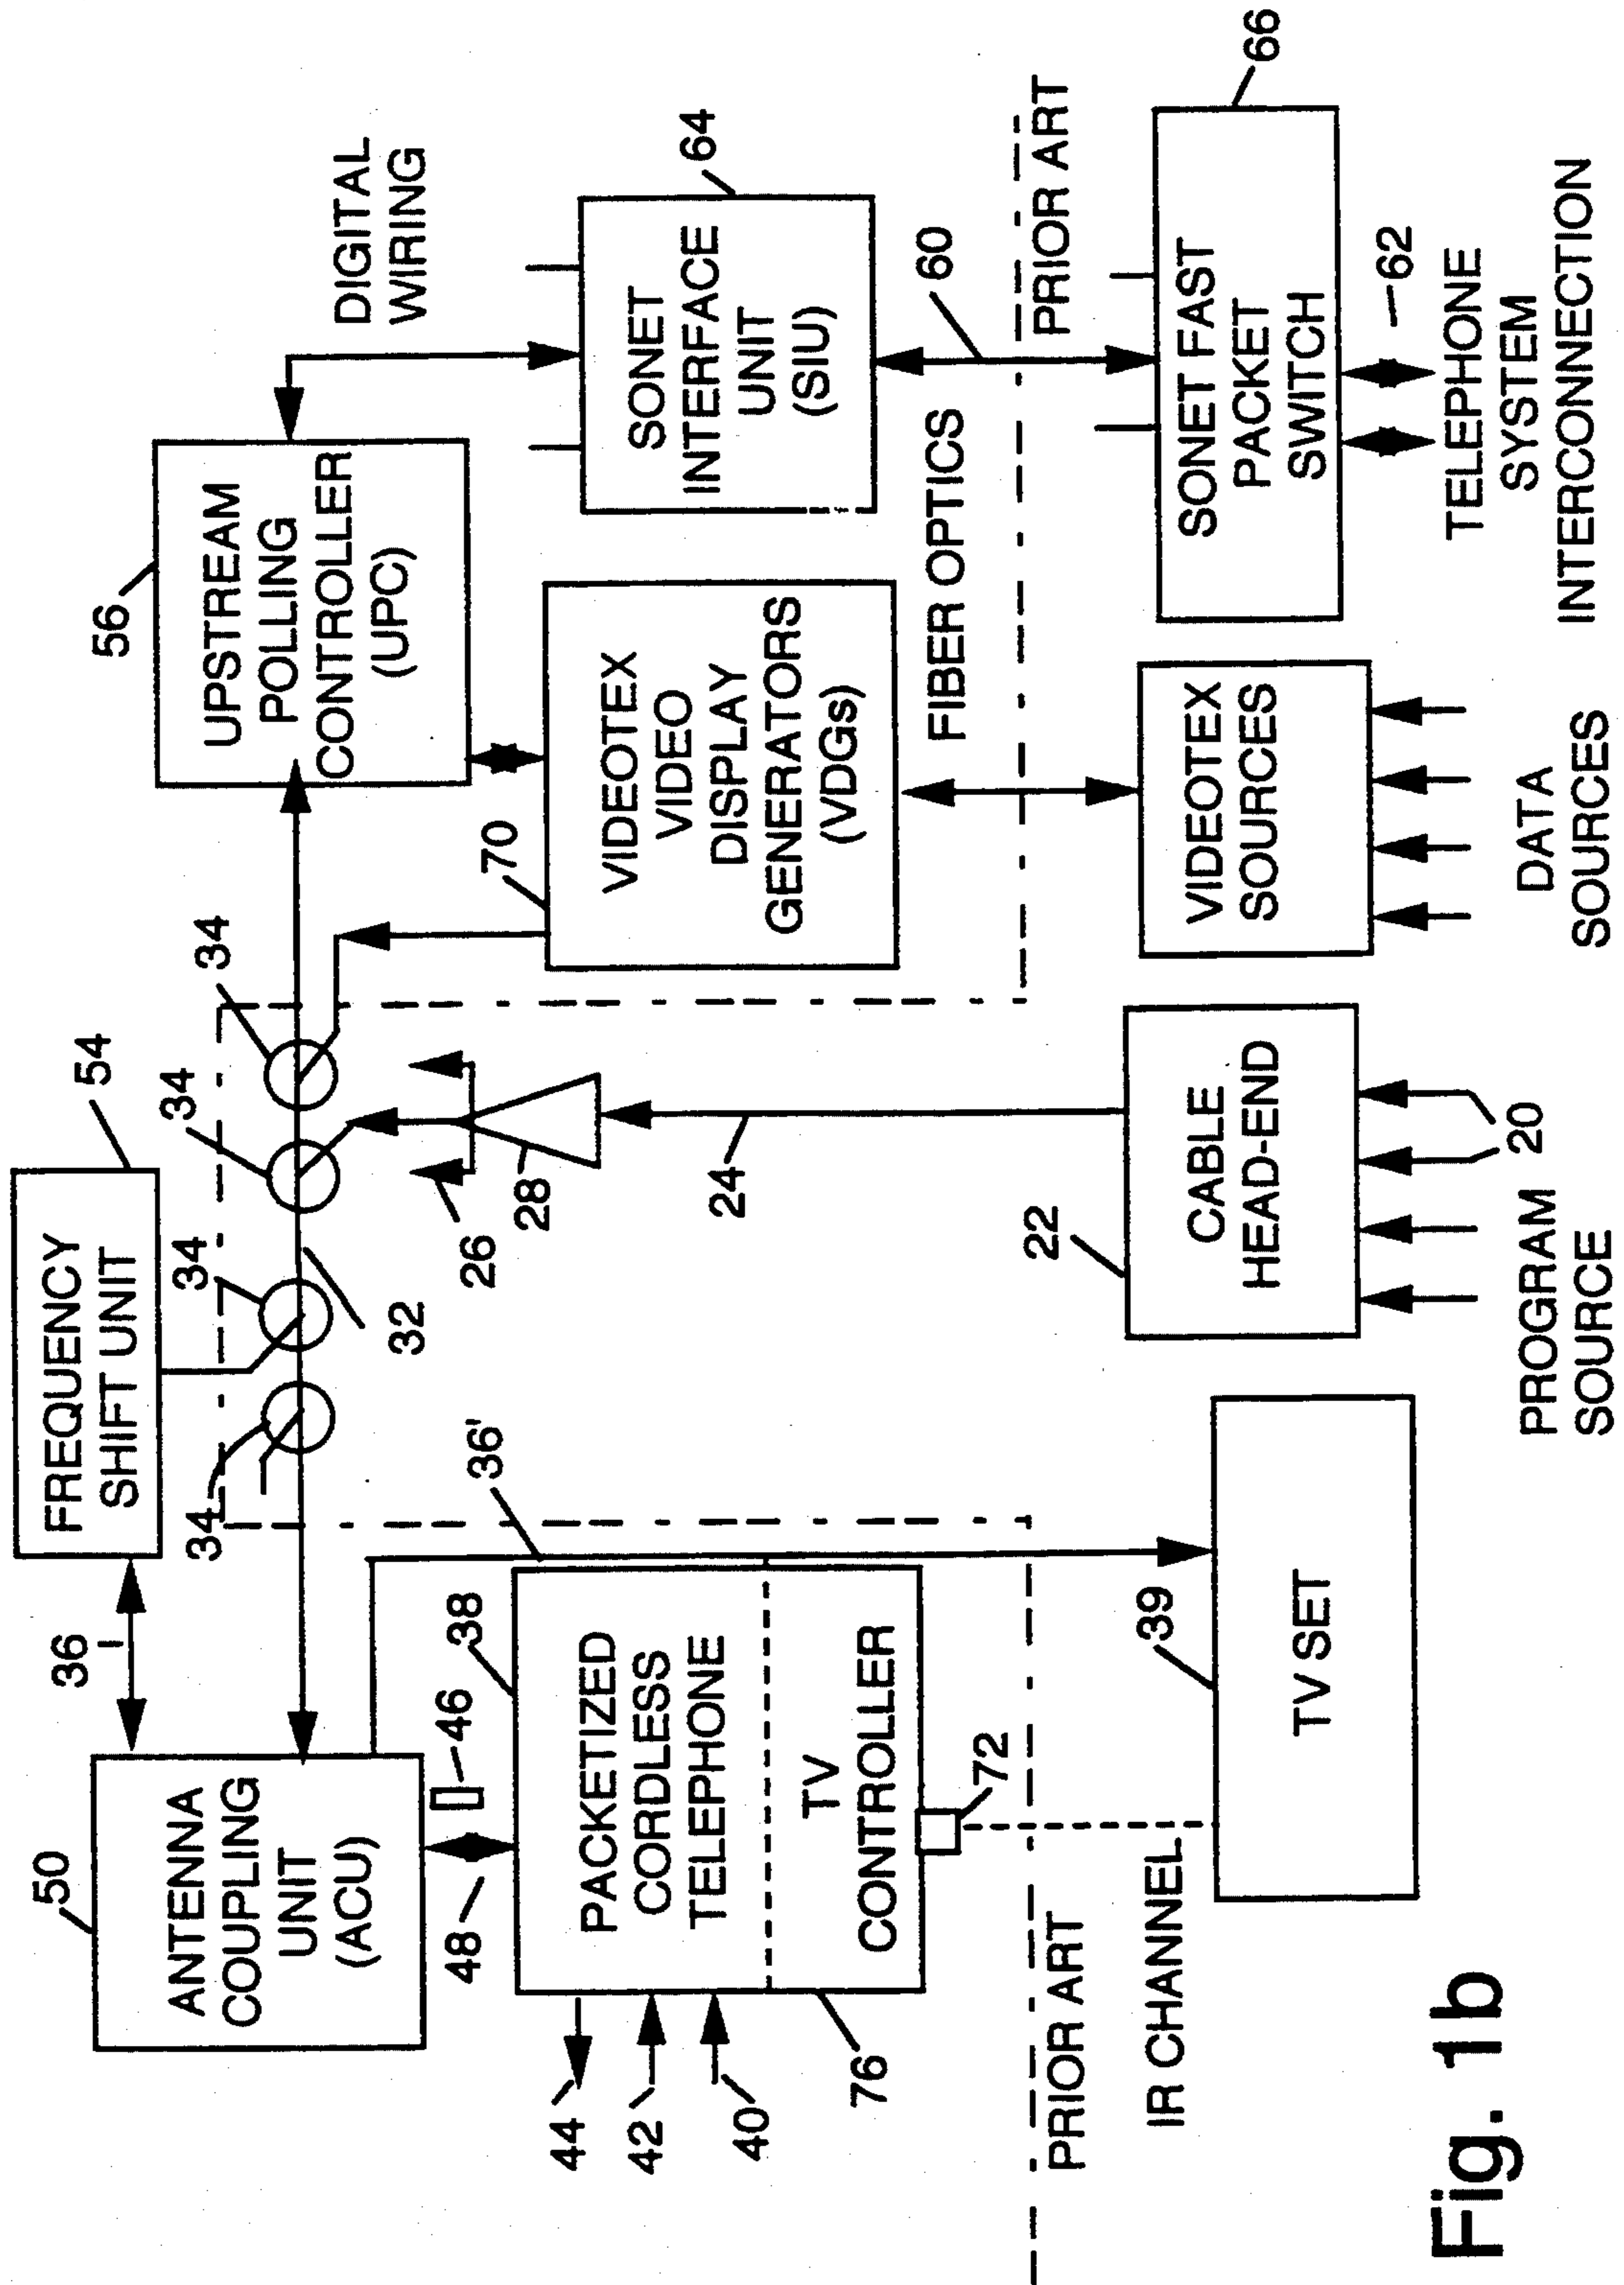 50
ANTENNA
COUPLING
UNIT
(ACU)
36
FREQUENCY
SHIFT UNIT
54
34
34
34
34
32
56
UPSTREAM
POLLING
CONTROLLER
(UPC)
DIGITAL
WIRING
48
46
38
36'
44
42
40
PACKETIZED
CORDLESS
TELEPHONE
TV
CONTROLLER
76
72
26
28
24
70
VIDEOTEX
VIDEO
DISPLAY
GENERATORS
(VDGs)
64
SONET
INTERFACE
UNIT
(SIU)
FIBER OPTICS
60
PRIOR ART
PRIOR ART
IR CHANNEL
39
TV SET
22
CABLE
HEAD-END
20
PROGRAM
SOURCE
VIDEOTEX
SOURCES
DATA
SOURCES
66
SONET FAST
PACKET
SWITCH
62
TELEPHONE
SYSTEM
INTERCONNECTION
Fig. 1b